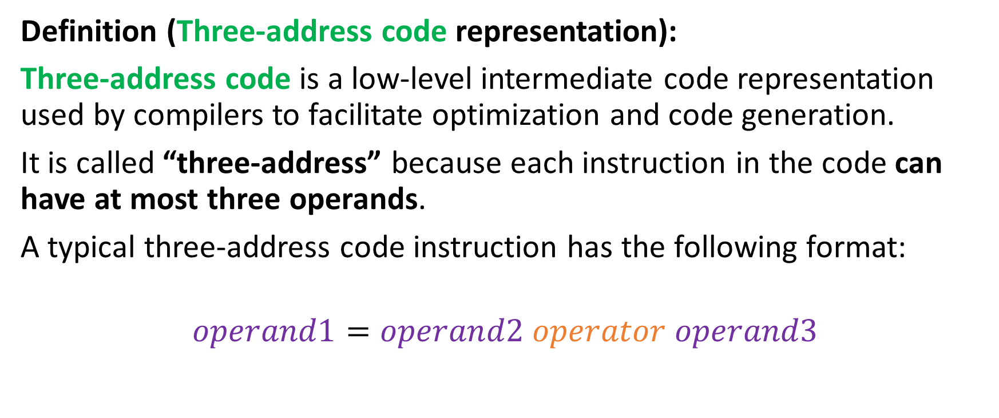 Definition (Three-address code representation):
Three-address code is a low-level intermediate code representation
used by compilers to facilitate optimization and code generation.
It is called “three-address” because each instruction in the code can
have at most three operands.
A typical three-address code instruction has the following format:
operand1 = operand2 operator operand3